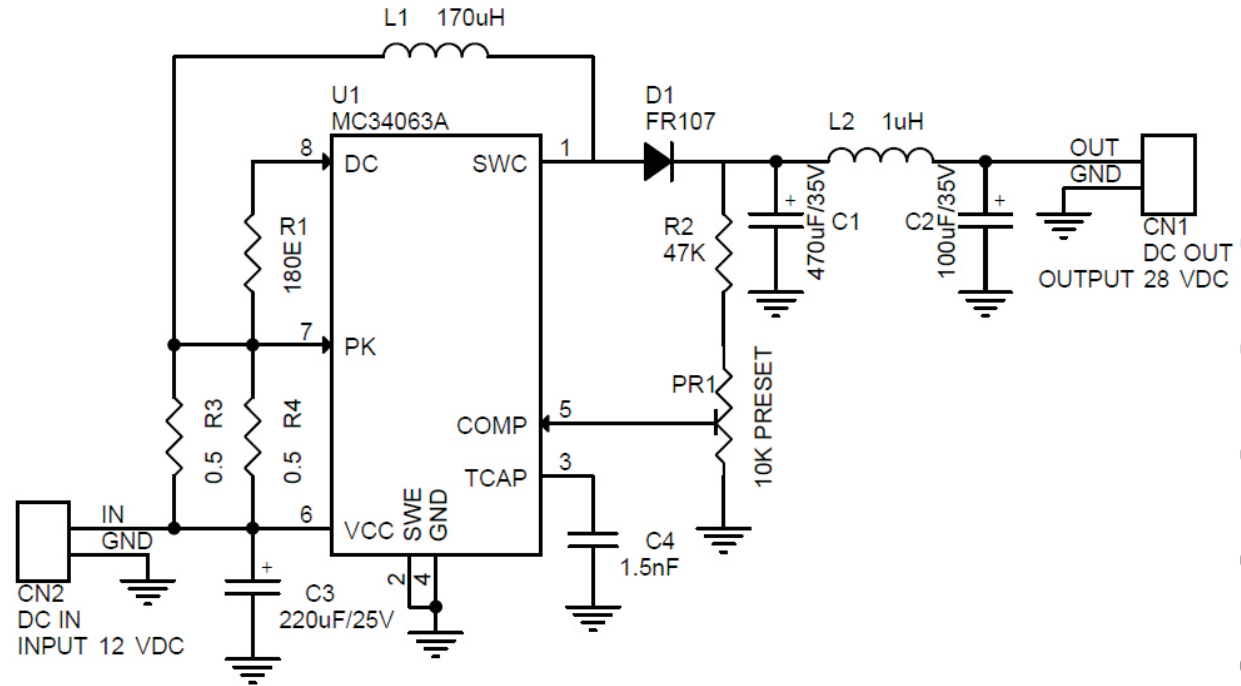 L1 170uH
U1
MC34063A
D1
FR107
L2 1uH
8
DC
SWC
1
OUT
GND
CN1
DC OUT
OUTPUT 28 VDC
R1
180E
R2
47K
470uF/35V
C1
C2
100uF/35V
7
PK
PR1
10K PRESET
0.5 R3
0.5 R4
COMP
5
TCAP
3
IN
GND
6
VCC
SWE
GND
2
4
C4
1.5nF
CN2
DC IN
INPUT 12 VDC
C3
220uF/25V
+
+
+